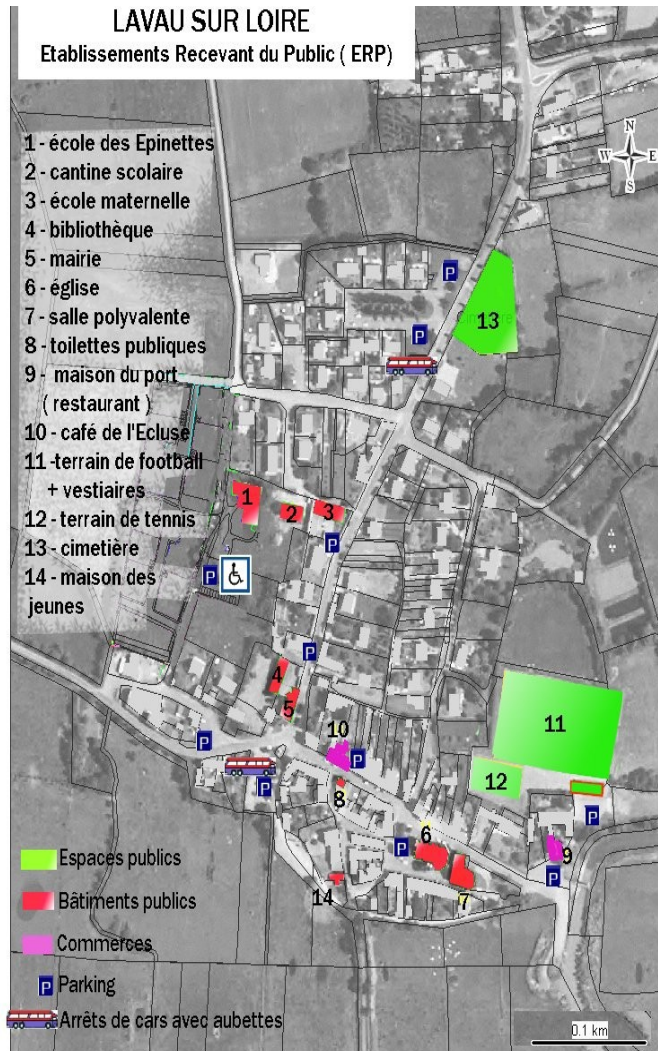 LAVAU SUR LOIRE
Etablissements Recevant du Public ( ERP)
N
W E
S
1 - école des Epinettes
2 - cantine scolaire
3 - école maternelle
4 - bibliothèque
5 - mairie
6 - église
7 - salle polyvalente
8 - toilettes publiques
9 - maison du port
( restaurant )
10 - café de l'Ecluse
11 -terrain de football
+ vestiaires
12 - terrain de tennis
13 - cimetière
14 - maison des
jeunes
P
13
P
1
2
3
P
P
P
4
5
11
10
P
P
12
P
8
6
P
P
9
P
14
7
Espaces publics
Bâtiments publics
Commerces
P Parking
Arrêts de cars avec aubettes
0.1 km